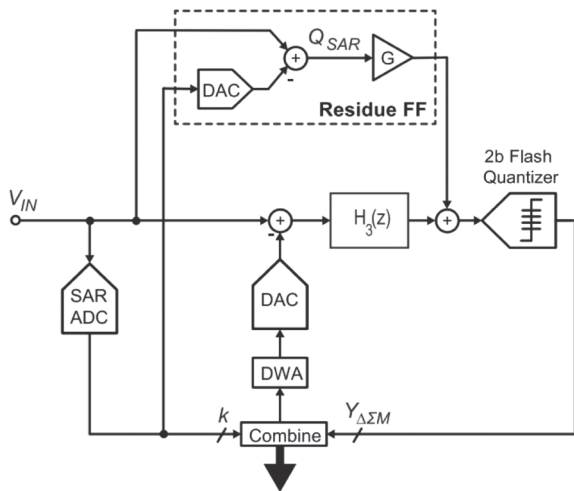 Q_SAR
G
DAC
+
-
Residue FF
2b Flash
Quantizer
V_IN
+
-
H_3(z)
+
SAR
ADC
DAC
DWA
k
Combine
Y_ΔΣM